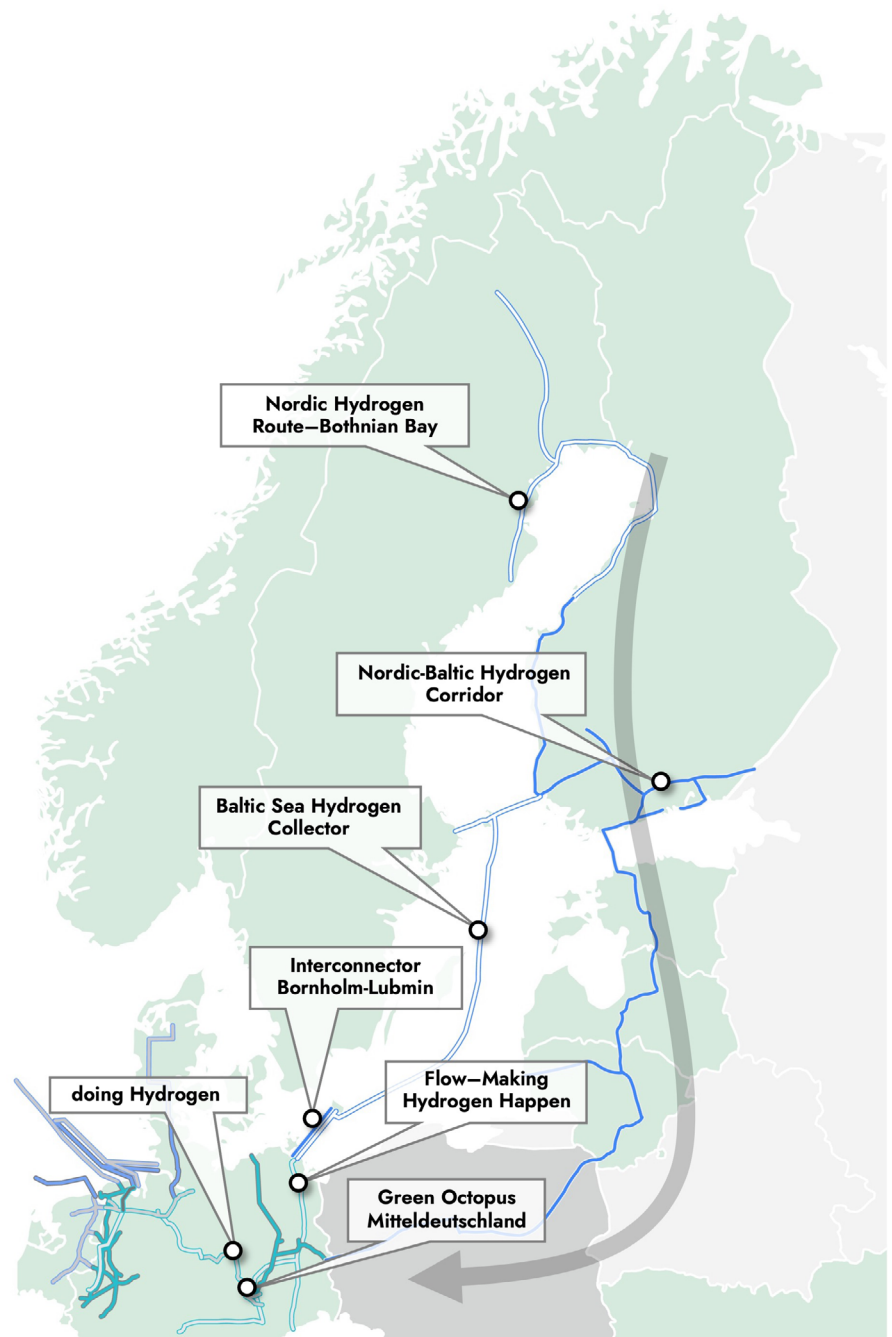 Nordic Hydrogen
Route–Bothnian Bay
Nordic-Baltic Hydrogen
Corridor
Baltic Sea Hydrogen
Collector
Interconnector
Bornholm-Lubmin
Flow–Making
Hydrogen Happen
doing Hydrogen
Green Octopus
Mitteldeutschland